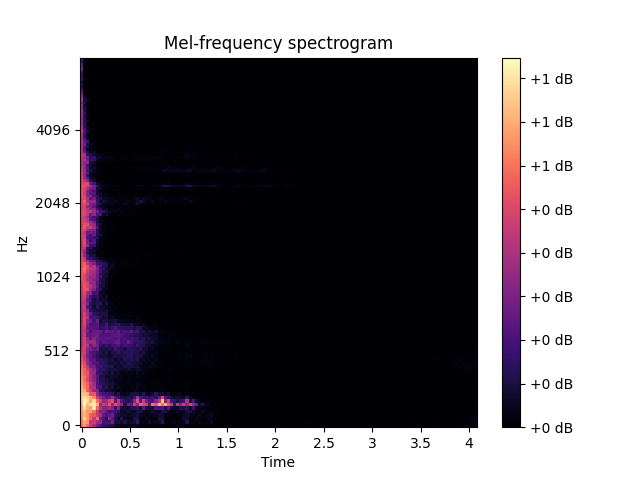 Mel-frequency spectrogram
Hz
4096
2048
1024
512
0
0
0.5
1
1.5
2
2.5
3
3.5
4
Time
+1 dB
+1 dB
+1 dB
+0 dB
+0 dB
+0 dB
+0 dB
+0 dB
+0 dB